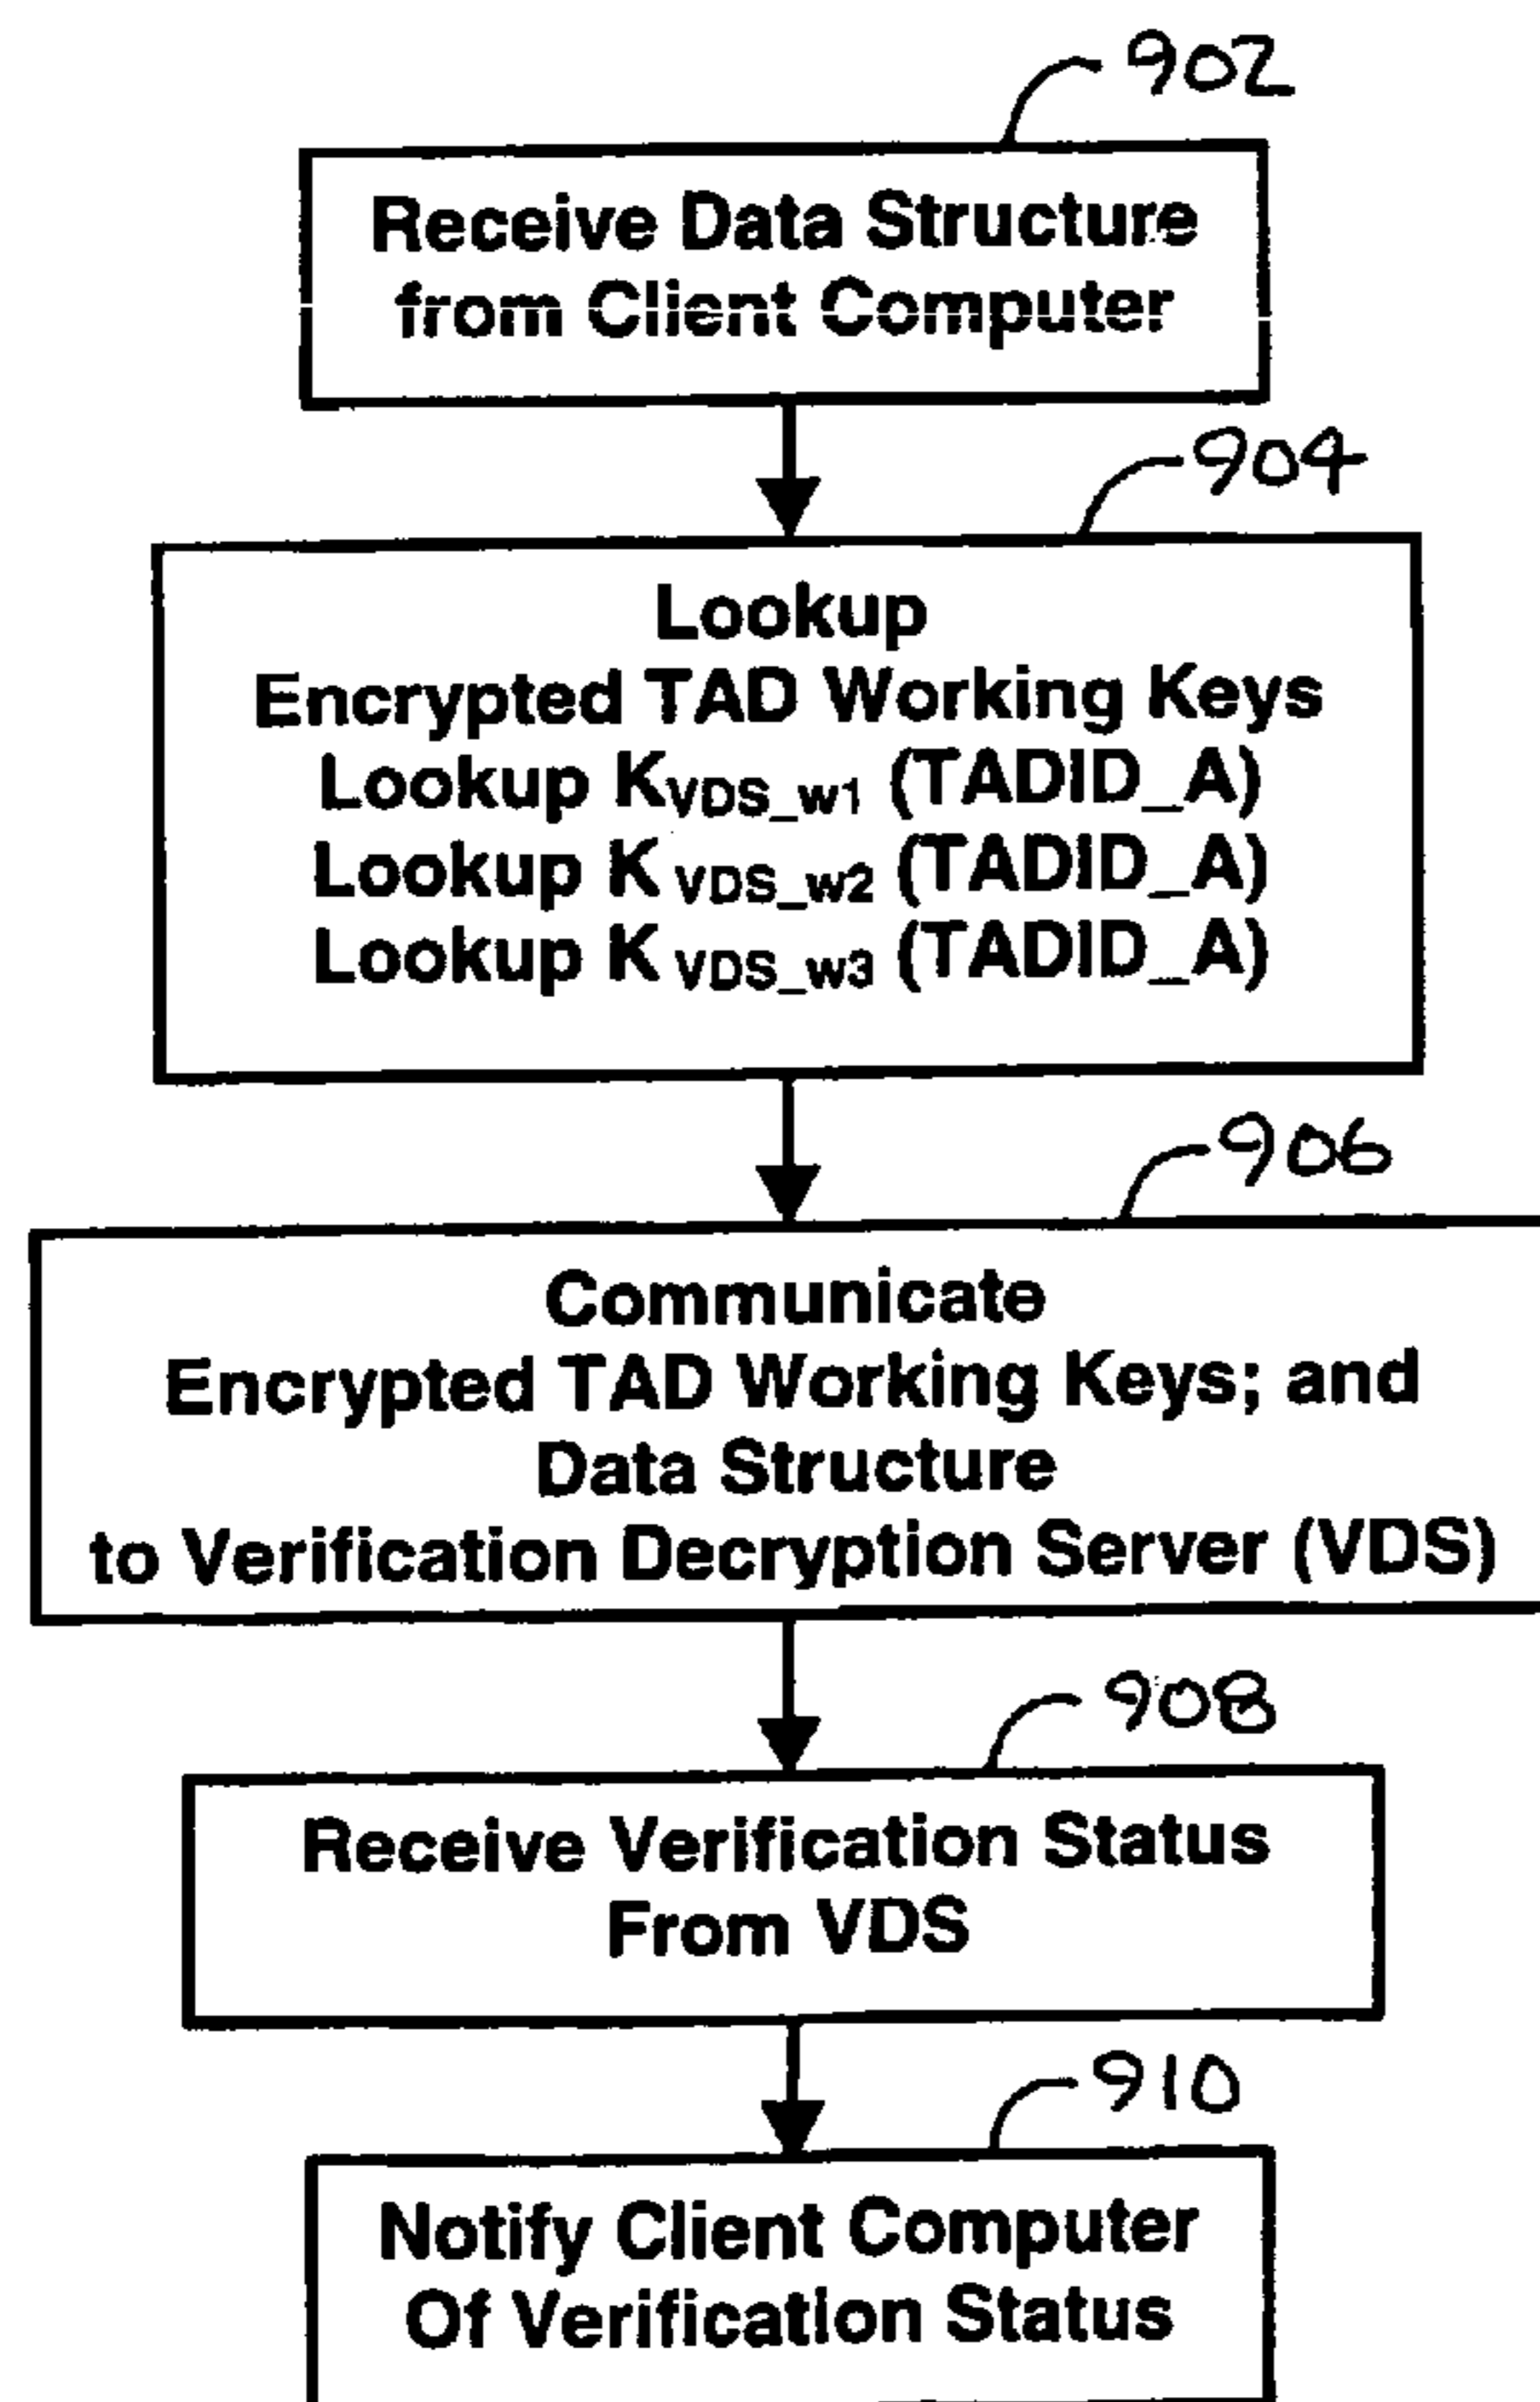 902
Receive Data Structure
from Client Computer
904
Lookup
Encrypted TAD Working Keys
Lookup KVDS_w1 (TADID_A)
Lookup K VDS_w2 (TADID_A)
Lookup K VDS_w3 (TADID_A)
906
Communicate
Encrypted TAD Working Keys; and
Data Structure
to Verification Decryption Server (VDS)
908
Receive Verification Status
From VDS
910
Notify Client Computer
Of Verification Status